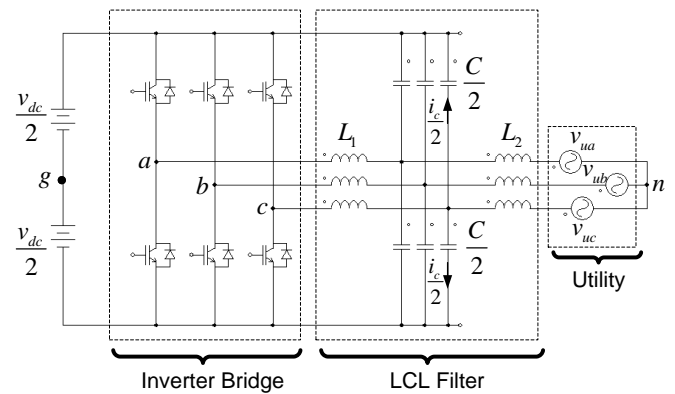 C/2
v_dc/2
i_c/2
L_1
L_2
v_ua
a
v_ub
g
b
n
c
v_uc
v_dc/2
C/2
i_c/2
Utility
Inverter Bridge
LCL Filter